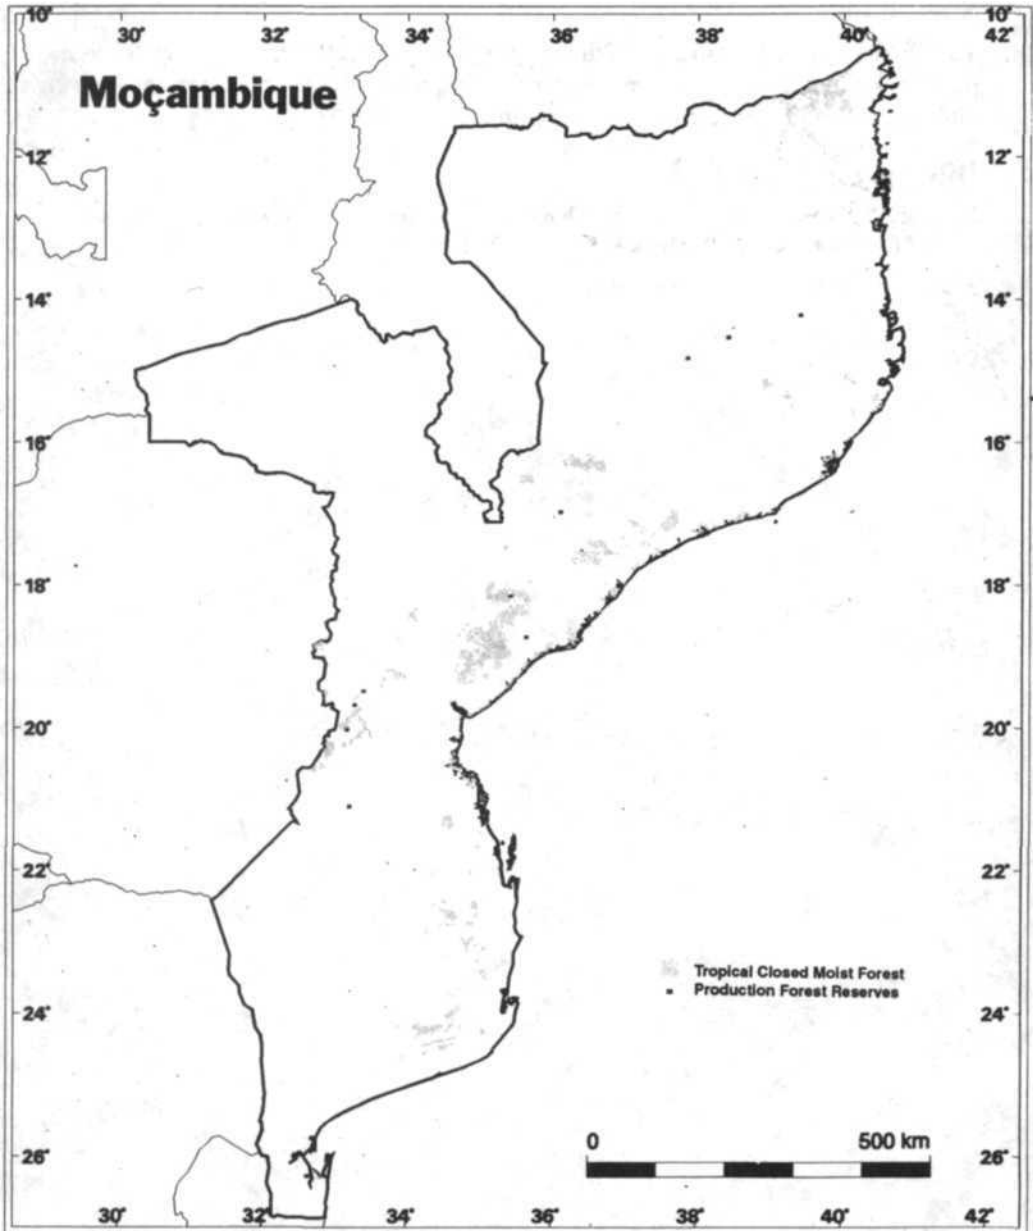 10° 10°
30° 32° 34° 36° 38° 40° 42°
Moçambique
12° 12°
14° 14°
16° 16°
18° 18°
20° 20°
22° 22°
Tropical Closed Moist Forest
Production Forest Reserves
24° 24°
0 500 km
26° 26°
30° 32° 34° 36° 38° 40° 42°